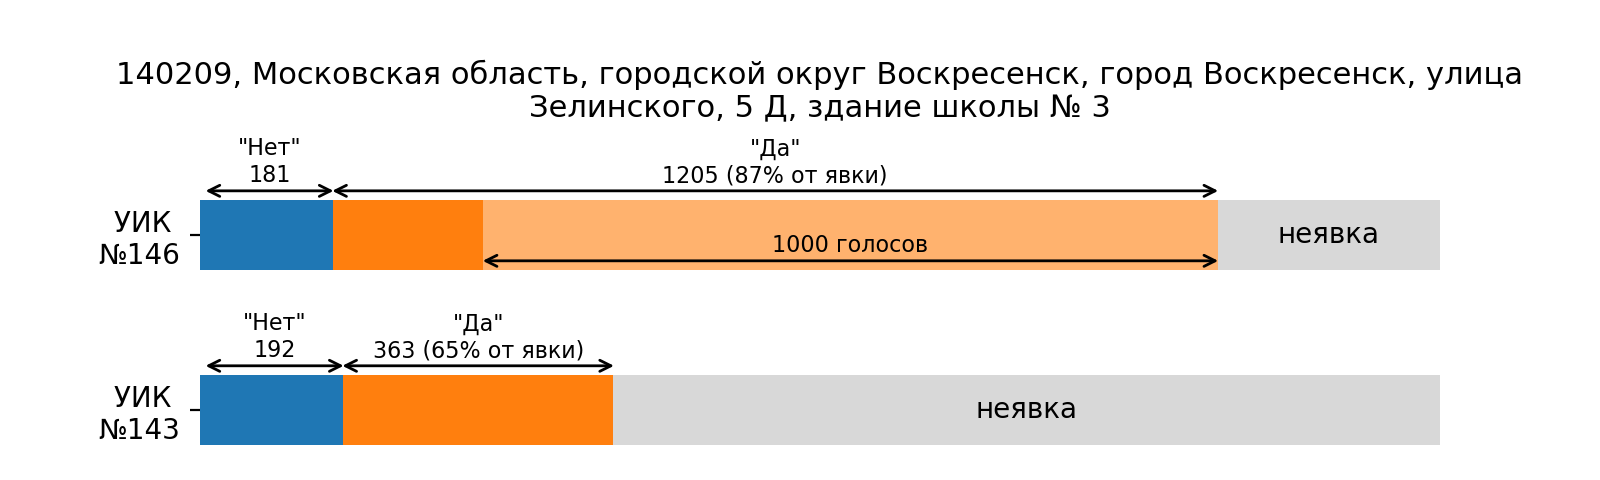 140209, Московская область, городской округ Воскресенск, город Воскресенск, улица
Зелинского, 5 Д, здание школы № 3
"Нет"
181
"Да"
1205 (87% от явки)
УИК
№146
1000 голосов
неявка
"Нет"
192
"Да"
363 (65% от явки)
УИК
№143
неявка